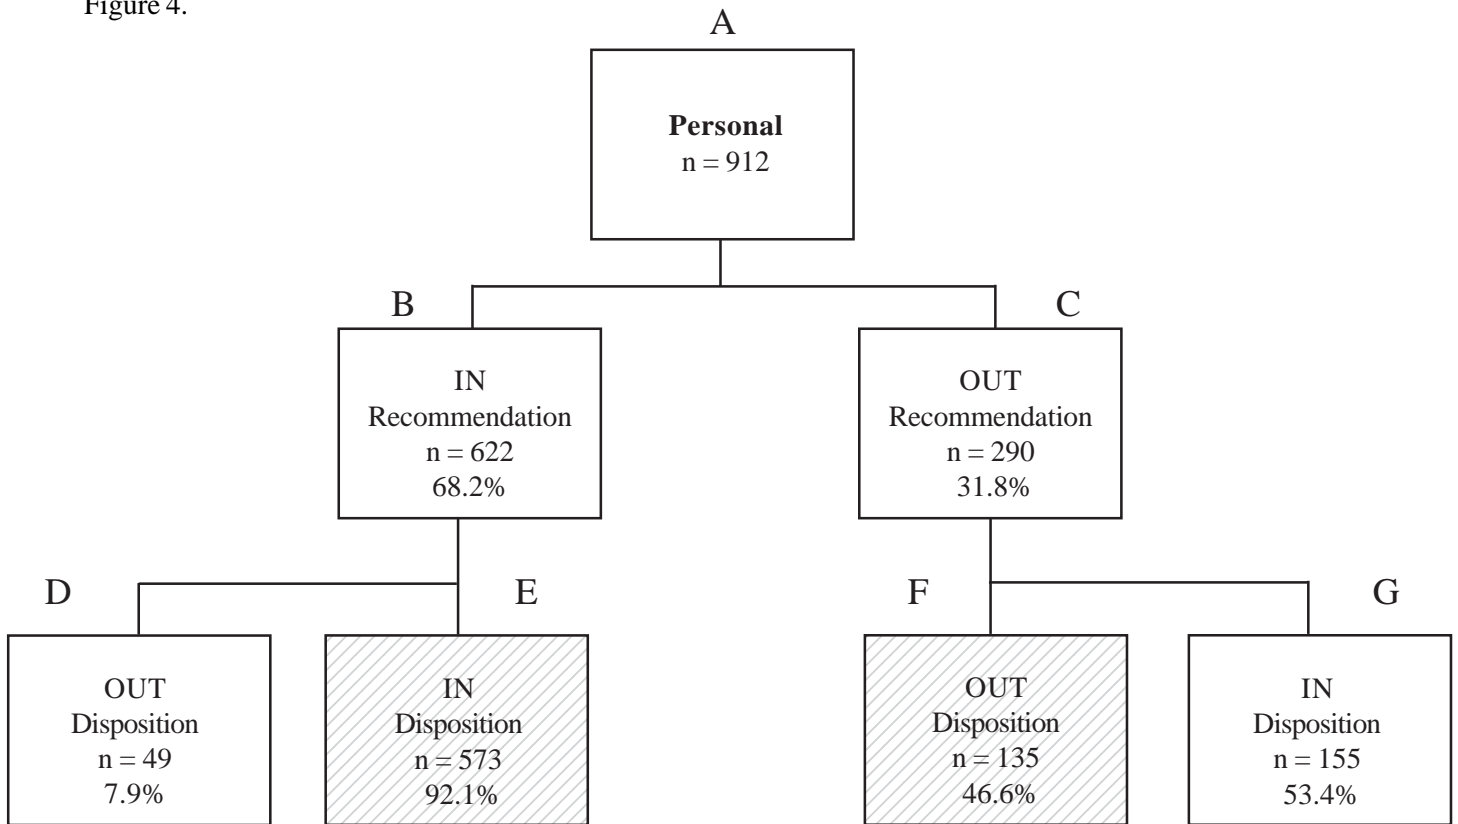 Figure 4.
A
Personal
n = 912
B
IN
Recommendation
n = 622
68.2%
C
OUT
Recommendation
n = 290
31.8%
D
OUT
Disposition
n = 49
7.9%
E
IN
Disposition
n = 573
92.1%
F
OUT
Disposition
n = 135
46.6%
G
IN
Disposition
n = 155
53.4%